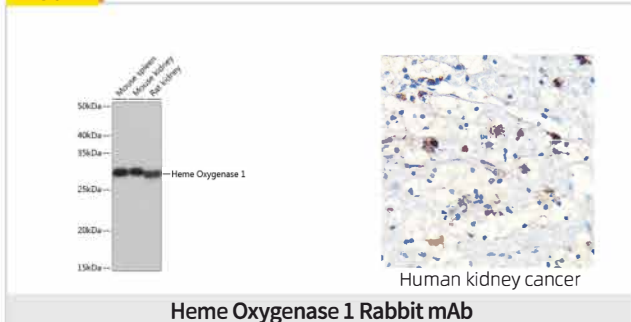 Mouse spleen
Mouse kidney
Rat kidney
50kDa
40kDa
35kDa
25kDa
20kDa
15kDa
Heme Oxygenase 1
Human kidney cancer
Heme Oxygenase 1 Rabbit mAb